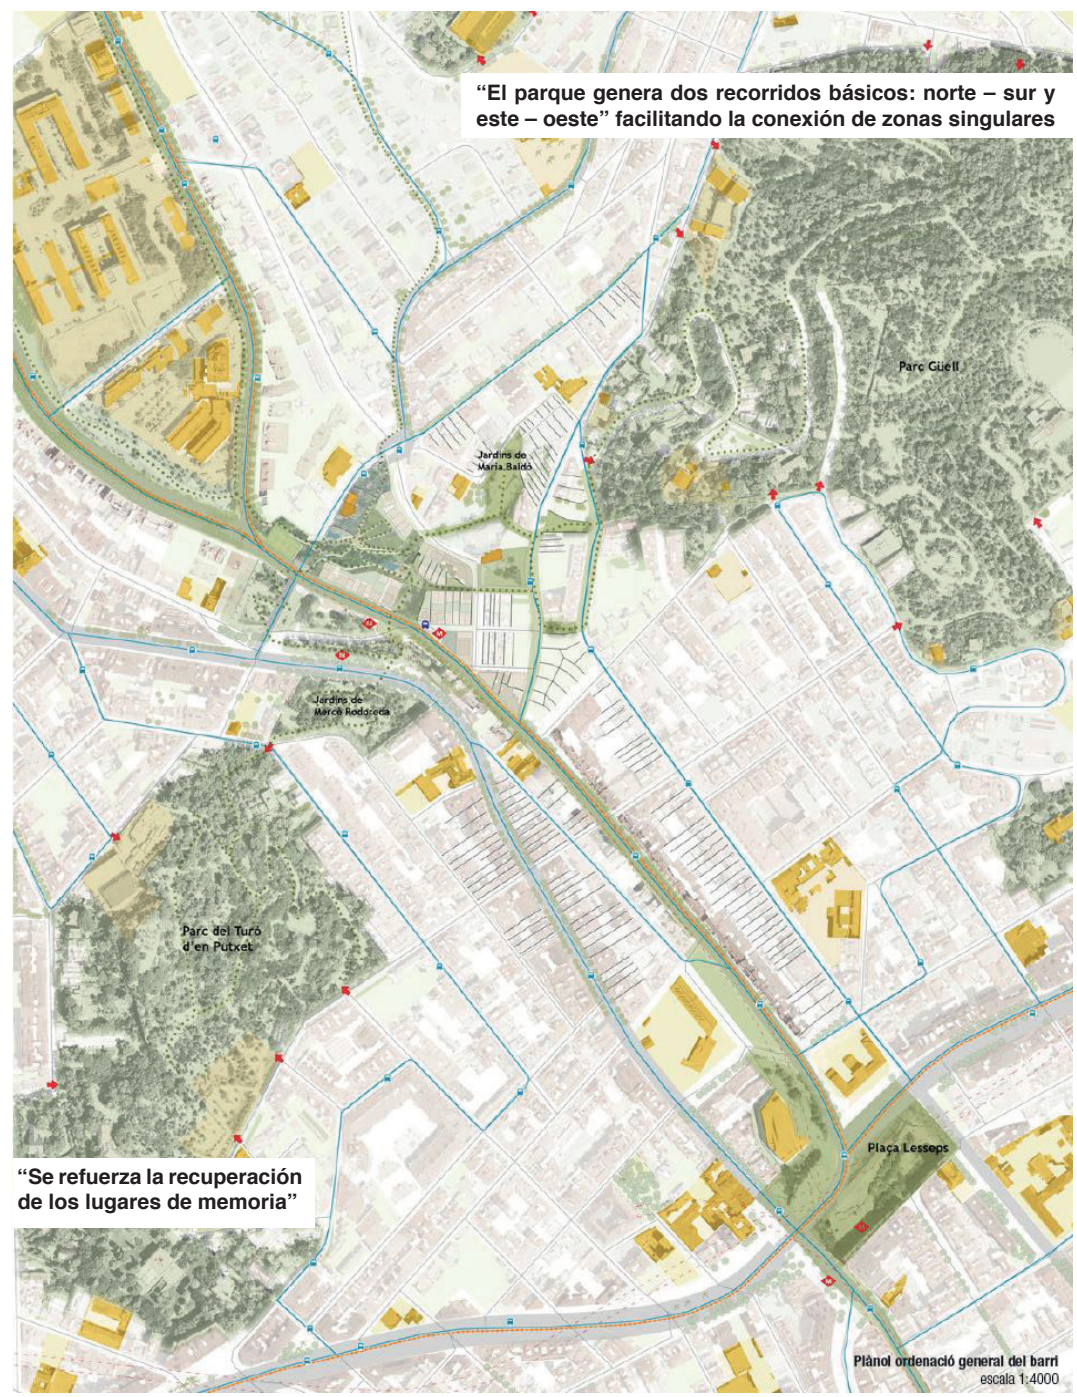 “El parque genera dos recorridos básicos: norte – sur y
este – oeste” facilitando la conexión de zonas singulares
Parc Güell
Jardins de
Maria Baldó
M
M
M
Jardins de
Mercè Rodoreda
Parc del Turó
d'en Putxet
Plaça Lesseps
“Se refuerza la recuperación
de los lugares de memoria”
M
Plànol ordenació general del barri
escala 1:4000